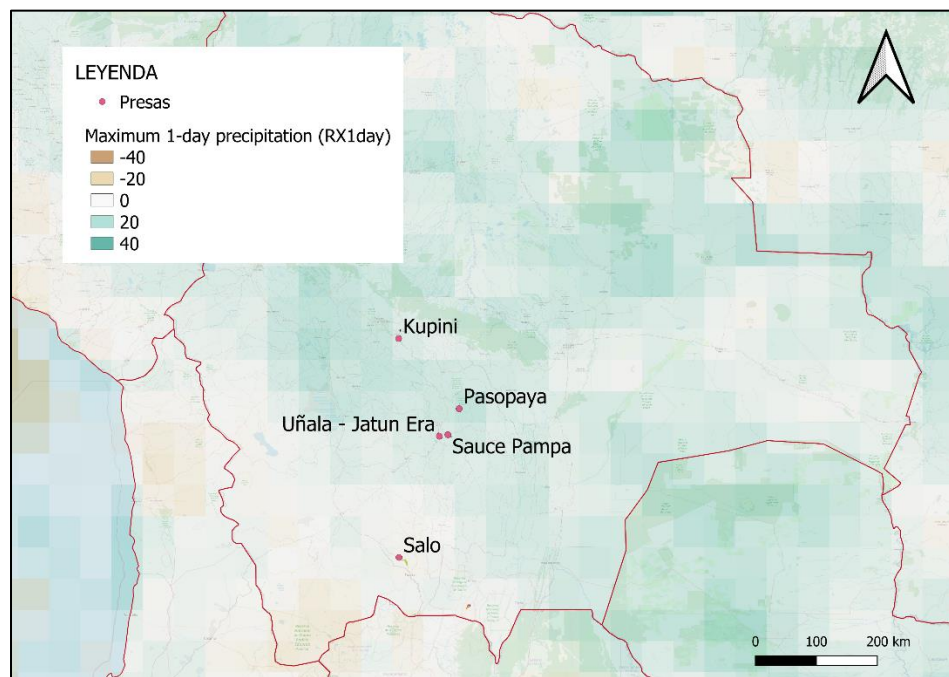 LEYENDA
Presas
Maximum 1-day precipitation (RX1day)
-40
-20
0
20
40
Kupini
Pasopaya
Uñala - Jatun Era
Sauce Pampa
Salo
0 100 200 km